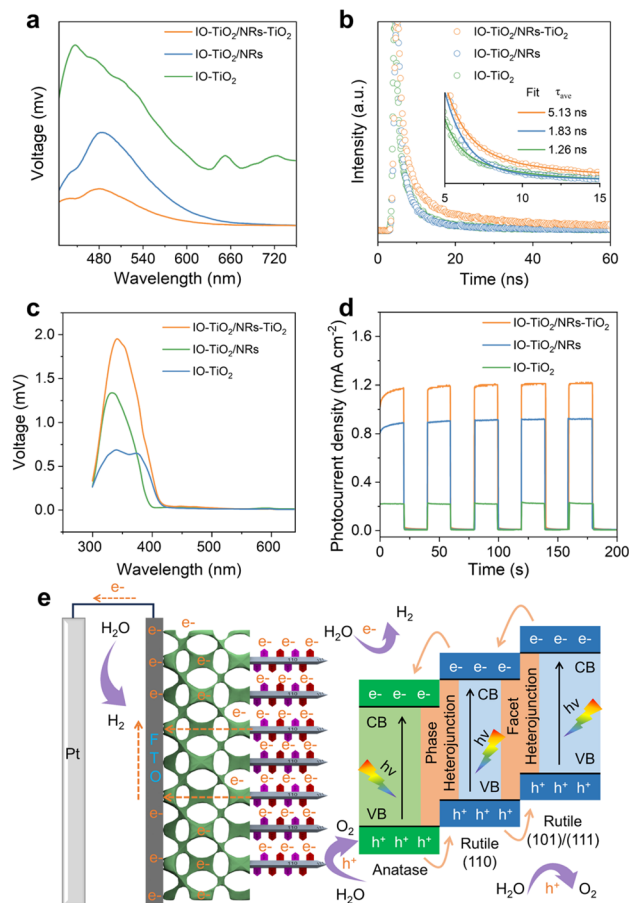 a
IO-TiO2/NRs-TiO2
IO-TiO2/NRs
IO-TiO2
Voltage (mv)
480 540 600 660 720
Wavelength (nm)
b
IO-TiO2/NRs-TiO2
IO-TiO2/NRs
IO-TiO2
Fit τave
5.13 ns
1.83 ns
1.26 ns
5 10 15
Intensity (a.u.)
0 20 40 60
Time (ns)
c
IO-TiO2/NRs-TiO2
IO-TiO2/NRs
IO-TiO2
Voltage (mV)
2.0
1.5
1.0
0.5
0.0
300 400 500 600
Wavelength (nm)
d
IO-TiO2/NRs-TiO2
IO-TiO2/NRs
IO-TiO2
Photocurrent density (mA cm-2)
1.6
1.2
0.8
0.4
0.0
0 50 100 150 200
Time (s)
e
e-
H2O
H2
Pt
FTO
e- e- e- e- e- e- e- e-
e- e- e- e- e- e-
e- e-
e- e- e-
e- e- e-
e- e- e-
e- e- e-
e- e- e-
e- e- e-
e- e- e-
110
H2O e- H2
e- e- e-
CB
hv
VB
h+ h+ h+
Anatase
Phase
Heterojunction
e- e- e-
CB
hv
VB
h+ h+ h+
Rutile
(110)
Facet
Heterojunction
e- e- e-
CB
hv
VB
h+ h+ h+
Rutile
(101)/(111)
O2
h+
H2O
H2O h+ O2